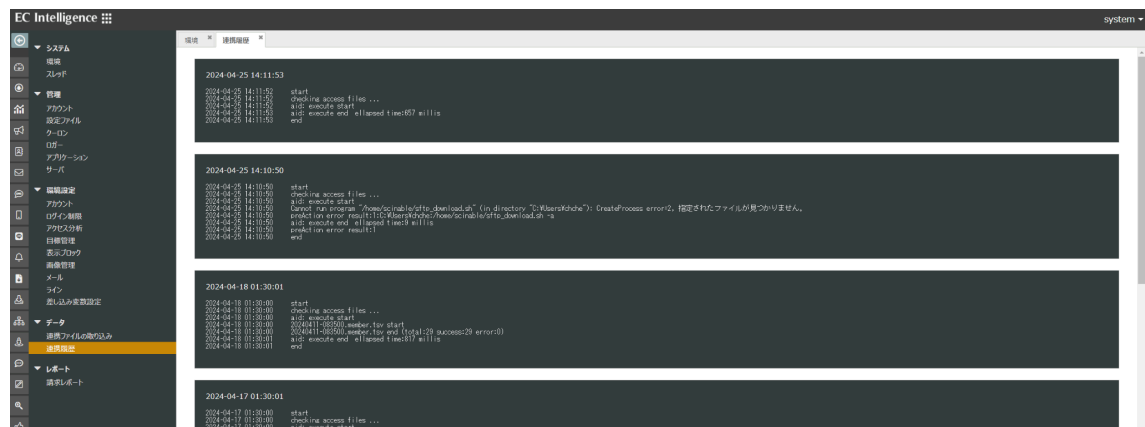 EC Intelligence
system
環境
連携履歴
システム
環境
スレッド
管理
アカウント
設定ファイル
クーロン
ロガー
アプリケーション
サーバ
環境設定
アカウント
ログイン制限
アクセス分析
目標管理
表示ブロック
画像管理
メール
ライン
差し込み変数設定
データ
連携ファイルの取り込み
連携履歴
レポート
請求レポート
2024-04-25 14:11:53
2024-04-25 14:11:52 start
2024-04-25 14:11:52 checking access files ...
2024-04-25 14:11:52 aid: execute start
2024-04-25 14:11:53 aid: execute end ellapsed time:657 millis
2024-04-25 14:11:53 end
2024-04-25 14:10:50
2024-04-25 14:10:50 start
2024-04-25 14:10:50 checking access files ...
2024-04-25 14:10:50 aid: execute start
2024-04-25 14:10:50 Cannot run program "/home/scinable/sftp_download.sh" (in directory "C:¥Users¥chche"): CreateProcess error=2, 指定されたファイルが見つかりません。
2024-04-25 14:10:50 preAction error result:1:C:¥Users¥chche:/home/scinable/sftp_download.sh -a
2024-04-25 14:10:50 aid: execute end ellapsed time:9 millis
2024-04-25 14:10:50 preAction error result:1
2024-04-25 14:10:50 end
2024-04-18 01:30:01
2024-04-18 01:30:00 start
2024-04-18 01:30:00 checking access files ...
2024-04-18 01:30:00 aid: execute start
2024-04-18 01:30:00 20240411-083500.member.tsv start
2024-04-18 01:30:00 20240411-083500.member.tsv end (total:29 success:29 error:0)
2024-04-18 01:30:01 aid: execute end ellapsed time:817 millis
2024-04-18 01:30:01 end
2024-04-17 01:30:01
2024-04-17 01:30:00 start
2024-04-17 01:30:00 checking access files ...
2024-04-17 01:30:00 aid: execute start